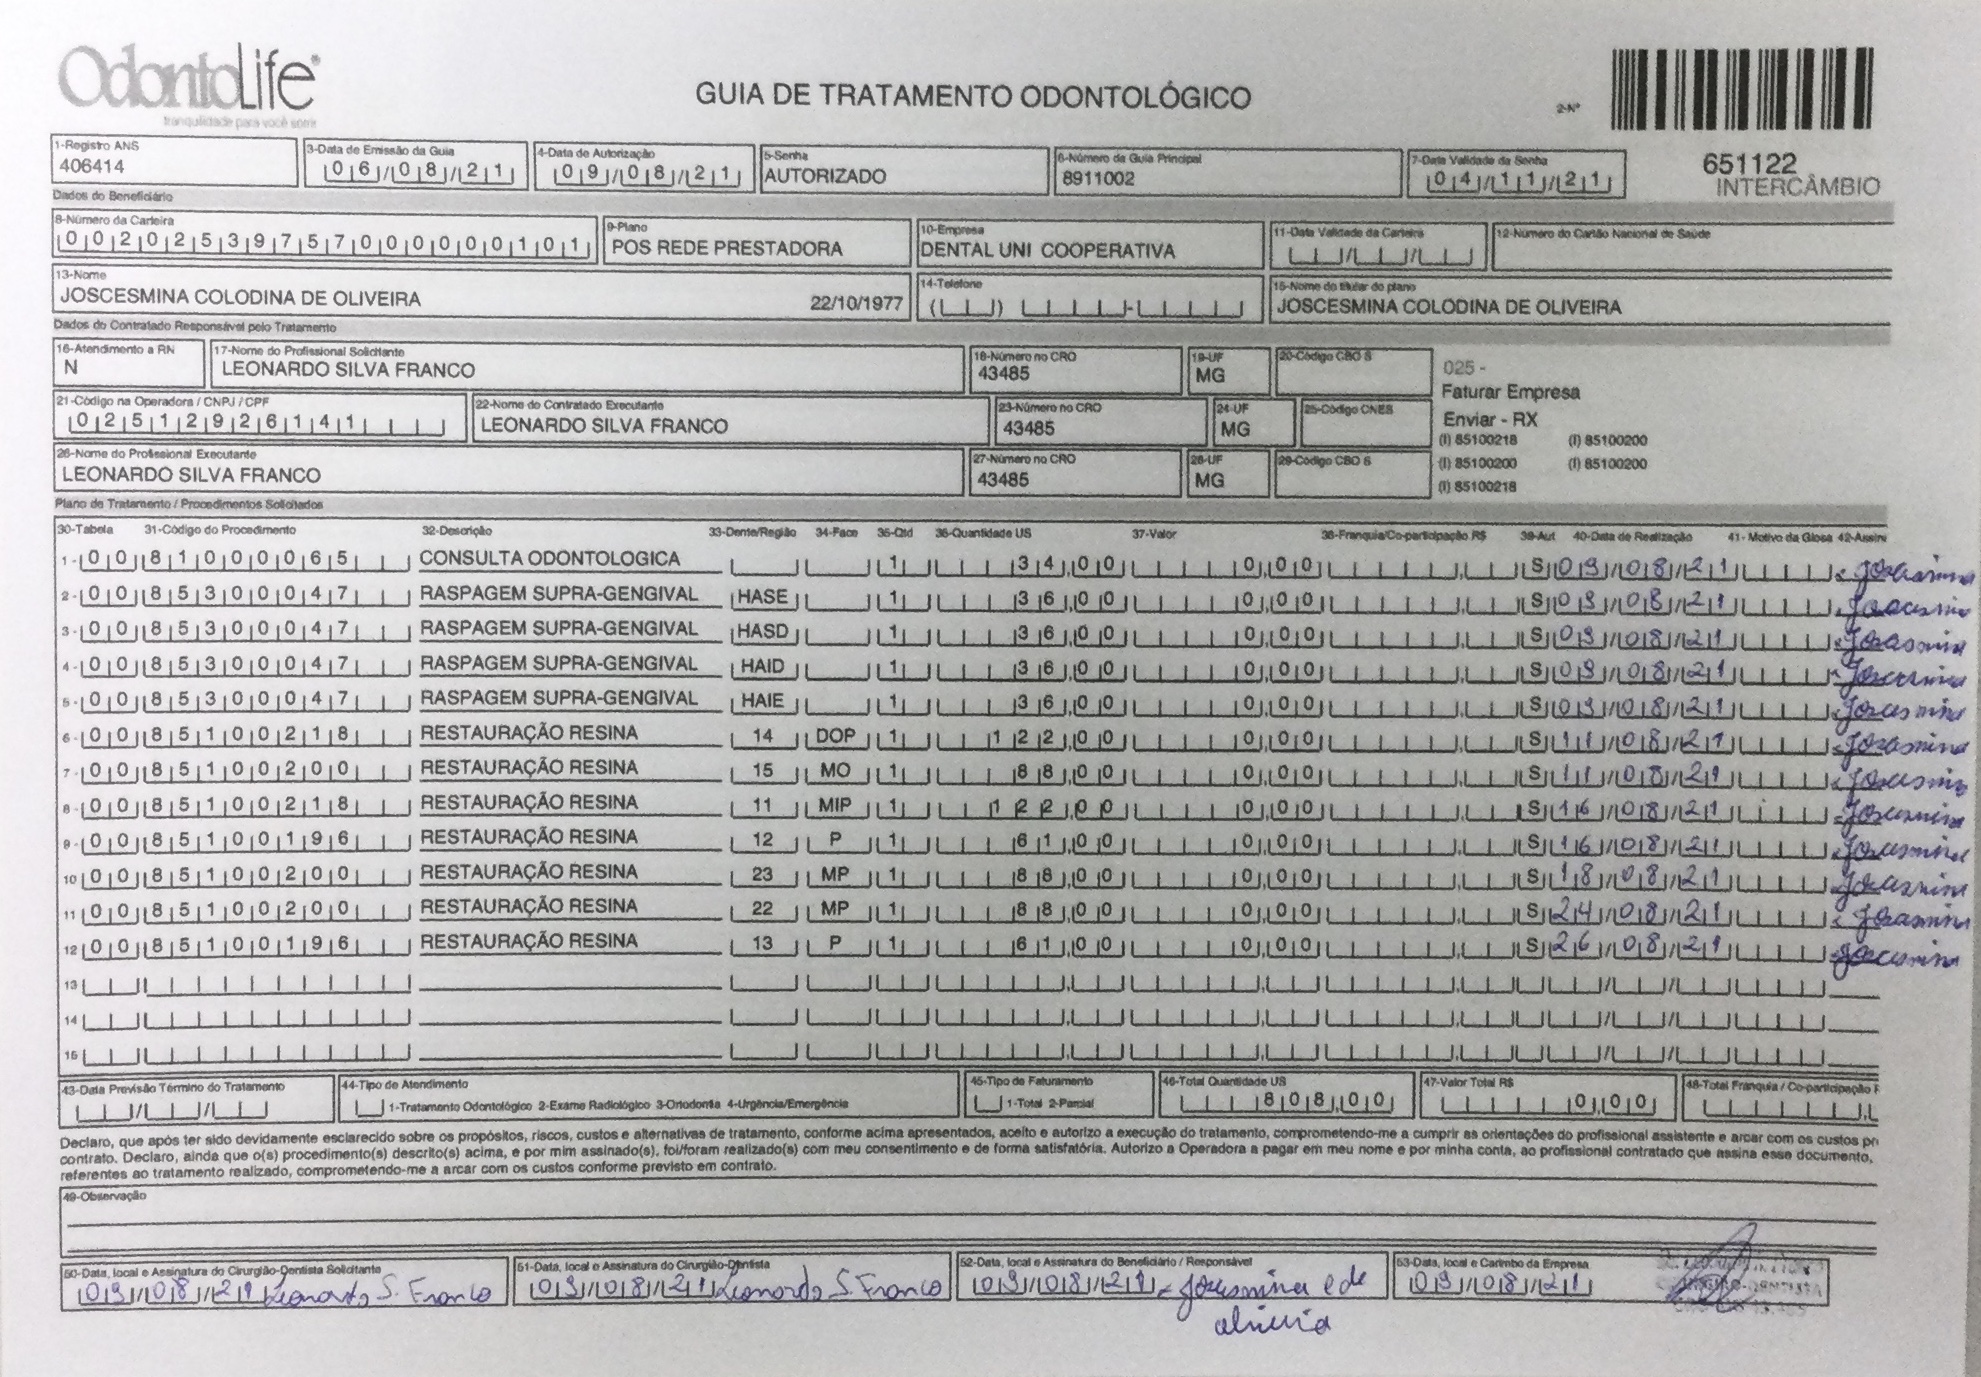 OdontoLife®
tranquilidade para você sorrir
GUIA DE TRATAMENTO ODONTOLÓGICO
2-Nº
651122
INTERCÂMBIO
1-Registro ANS
406414
3-Data de Emissão da Guia
06/08/21
4-Data de Autorização
09/08/21
5-Senha
AUTORIZADO
6-Número da Guia Principal
8911002
7-Data Validade da Senha
04/11/21
Dados do Beneficiário
8-Número da Carteira
00202539757000000101
9-Plano
POS REDE PRESTADORA
10-Empresa
DENTAL UNI COOPERATIVA
11-Data Validade da Carteira
12-Número do Cartão Nacional de Saúde
13-Nome
JOSCESMINA COLODINA DE OLIVEIRA 22/10/1977
14-Telefone
15-Nome do titular do plano
JOSCESMINA COLODINA DE OLIVEIRA
Dados do Contratado Responsável pelo Tratamento
16-Atendimento a RN
N
17-Nome do Profissional Solicitante
LEONARDO SILVA FRANCO
18-Número no CRO
43485
19-UF
MG
20-Código CBO S
025 -
Faturar Empresa
Enviar - RX
(I) 85100218 (I) 85100200
(I) 85100200 (I) 85100200
(I) 85100218
21-Código na Operadora / CNPJ / CPF
02512926141
22-Nome do Contratado Executante
LEONARDO SILVA FRANCO
23-Número no CRO
43485
24-UF
MG
25-Código CNES
26-Nome do Profissional Executante
LEONARDO SILVA FRANCO
27-Número no CRO
43485
28-UF
MG
29-Código CBO S
Plano de Tratamento / Procedimentos Solicitados
30-Tabela 31-Código do Procedimento 32-Descrição 33-Dente/Região 34-Face 35-Qtd 36-Quantidade US 37-Valor 38-Franquia/Co-participação R$ 39-Aut 40-Data de Realização 41- Motivo da Glosa 42-Assin
1- 00 81000065 CONSULTA ODONTOLOGICA 1 34,00 0,00 S 09/08/21 Joscesmina
2- 00 85300047 RASPAGEM SUPRA-GENGIVAL HASE 1 36,00 0,00 S 09/08/21 Joscesmina
3- 00 85300047 RASPAGEM SUPRA-GENGIVAL HASD 1 36,00 0,00 S 09/08/21 Joscesmina
4- 00 85300047 RASPAGEM SUPRA-GENGIVAL HAID 1 36,00 0,00 S 09/08/21 Joscesmina
5- 00 85300047 RASPAGEM SUPRA-GENGIVAL HAIE 1 36,00 0,00 S 09/08/21 Joscesmina
6- 00 85100218 RESTAURAÇÃO RESINA 14 DOP 1 122,00 0,00 S 11/08/21 Joscesmina
7- 00 85100200 RESTAURAÇÃO RESINA 15 MO 1 88,00 0,00 S 11/08/21 Joscesmina
8- 00 85100218 RESTAURAÇÃO RESINA 11 MIP 1 122,00 0,00 S 16/08/21 Joscesmina
9- 00 85100196 RESTAURAÇÃO RESINA 12 P 1 61,00 0,00 S 16/08/21 Joscesmina
10 00 85100200 RESTAURAÇÃO RESINA 23 MP 1 88,00 0,00 S 18/08/21 Joscesmina
11 00 85100200 RESTAURAÇÃO RESINA 22 MP 1 88,00 0,00 S 24/08/21 Joscesmina
12 00 85100196 RESTAURAÇÃO RESINA 13 P 1 61,00 0,00 S 26/08/21 Joscesmina
13
14
15
43-Data Previsão Término do Tratamento
44-Tipo de Atendimento
1-Tratamento Odontológico 2-Exame Radiológico 3-Ortodontia 4-Urgência/Emergência
45-Tipo de Faturamento
1-Total 2-Parcial
46-Total Quantidade US
808,00
47-Valor Total R$
0,00
48-Total Franquia / Co-participação
Declaro, que após ter sido devidamente esclarecido sobre os propósitos, riscos, custos e alternativas de tratamento, conforme acima apresentados, aceito e autorizo a execução do tratamento, comprometendo-me a cumprir as orientações do profissional assistente e arcar com os custos
contrato. Declaro, ainda que o(s) procedimento(s) descrito(s) acima, e por mim assinado(s), foi/foram realizado(s) com meu consentimento e de forma satisfatória. Autorizo a Operadora a pagar em meu nome e por minha conta, ao profissional contratado que assina esse documento,
referentes ao tratamento realizado, comprometendo-me a arcar com os custos conforme previsto em contrato.
49-Observação
50-Data, local e Assinatura do Cirurgião-Dentista Solicitante
09/08/21 Leonardo S. Franco
51-Data, local e Assinatura do Cirurgião-Dentista
09/08/21 Leonardo S. Franco
52-Data, local e Assinatura do Beneficiário / Responsável
09/08/21 Joscesmina C de
oliveira
53-Data, local e Carimbo da Empresa
09/08/21